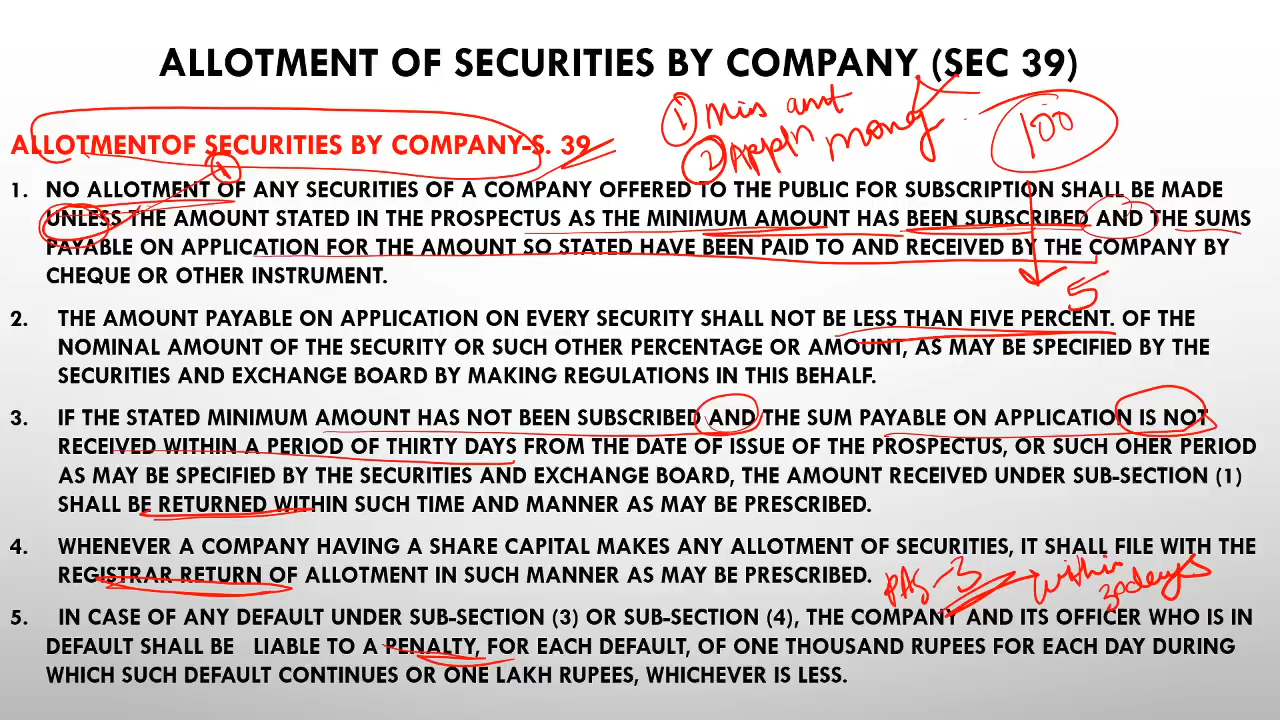 ALLOTMENT OF SECURITIES BY COMPANY (SEC 39)
① Min amt
② Appln money
100
ALLOTMENTOF SECURITIES BY COMPANY-S. 39
①
1. NO ALLOTMENT OF ANY SECURITIES OF A COMPANY OFFERED TO THE PUBLIC FOR SUBSCRIPTION SHALL BE MADE
UNLESS THE AMOUNT STATED IN THE PROSPECTUS AS THE MINIMUM AMOUNT HAS BEEN SUBSCRIBED AND THE SUMS
PAYABLE ON APPLICATION FOR THE AMOUNT SO STATED HAVE BEEN PAID TO AND RECEIVED BY THE COMPANY BY
CHEQUE OR OTHER INSTRUMENT.
5
2. THE AMOUNT PAYABLE ON APPLICATION ON EVERY SECURITY SHALL NOT BE LESS THAN FIVE PERCENT. OF THE
NOMINAL AMOUNT OF THE SECURITY OR SUCH OTHER PERCENTAGE OR AMOUNT, AS MAY BE SPECIFIED BY THE
SECURITIES AND EXCHANGE BOARD BY MAKING REGULATIONS IN THIS BEHALF.
3. IF THE STATED MINIMUM AMOUNT HAS NOT BEEN SUBSCRIBED AND THE SUM PAYABLE ON APPLICATION IS NOT
RECEIVED WITHIN A PERIOD OF THIRTY DAYS FROM THE DATE OF ISSUE OF THE PROSPECTUS, OR SUCH OHER PERIOD
AS MAY BE SPECIFIED BY THE SECURITIES AND EXCHANGE BOARD, THE AMOUNT RECEIVED UNDER SUB-SECTION (1)
SHALL BE RETURNED WITHIN SUCH TIME AND MANNER AS MAY BE PRESCRIBED.
4. WHENEVER A COMPANY HAVING A SHARE CAPITAL MAKES ANY ALLOTMENT OF SECURITIES, IT SHALL FILE WITH THE
REGISTRAR RETURN OF ALLOTMENT IN SUCH MANNER AS MAY BE PRESCRIBED.
PAS-3 within
30days
5. IN CASE OF ANY DEFAULT UNDER SUB-SECTION (3) OR SUB-SECTION (4), THE COMPANY AND ITS OFFICER WHO IS IN
DEFAULT SHALL BE LIABLE TO A PENALTY, FOR EACH DEFAULT, OF ONE THOUSAND RUPEES FOR EACH DAY DURING
WHICH SUCH DEFAULT CONTINUES OR ONE LAKH RUPEES, WHICHEVER IS LESS.